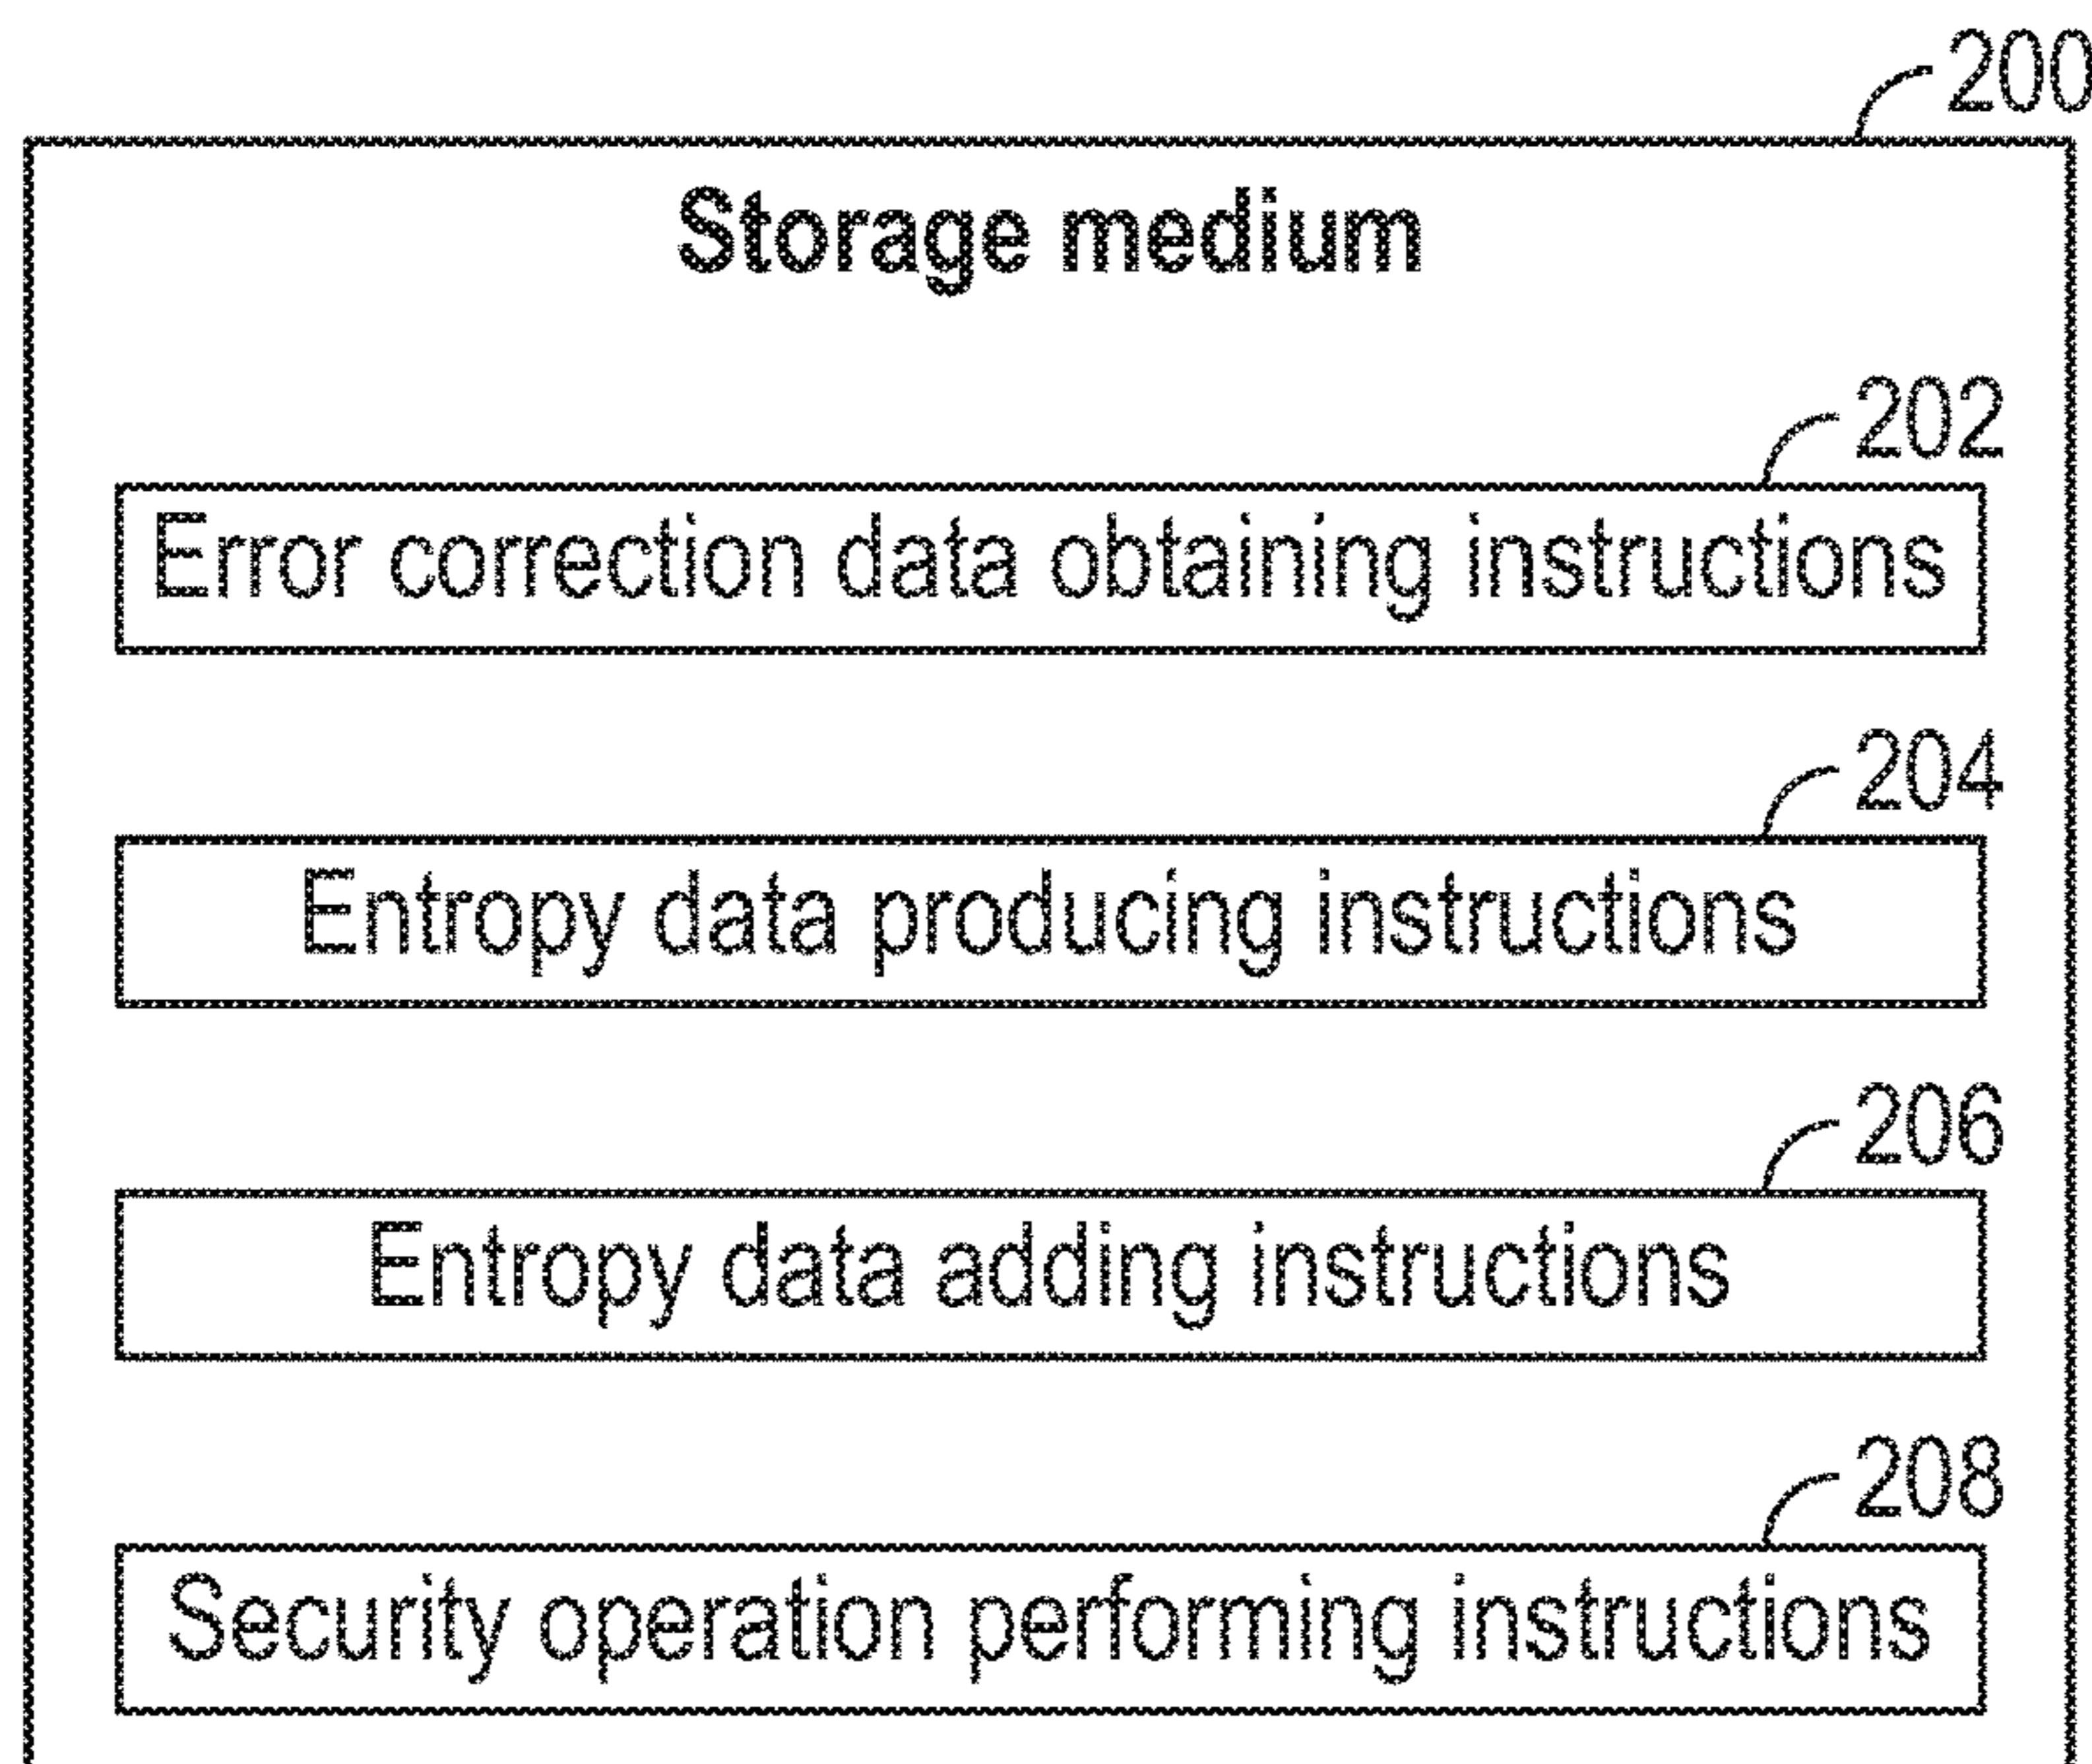 200
Storage medium
202
Error correction data obtaining instructions
204
Entropy data producing instructions
206
Entropy data adding instructions
208
Security operation performing instructions